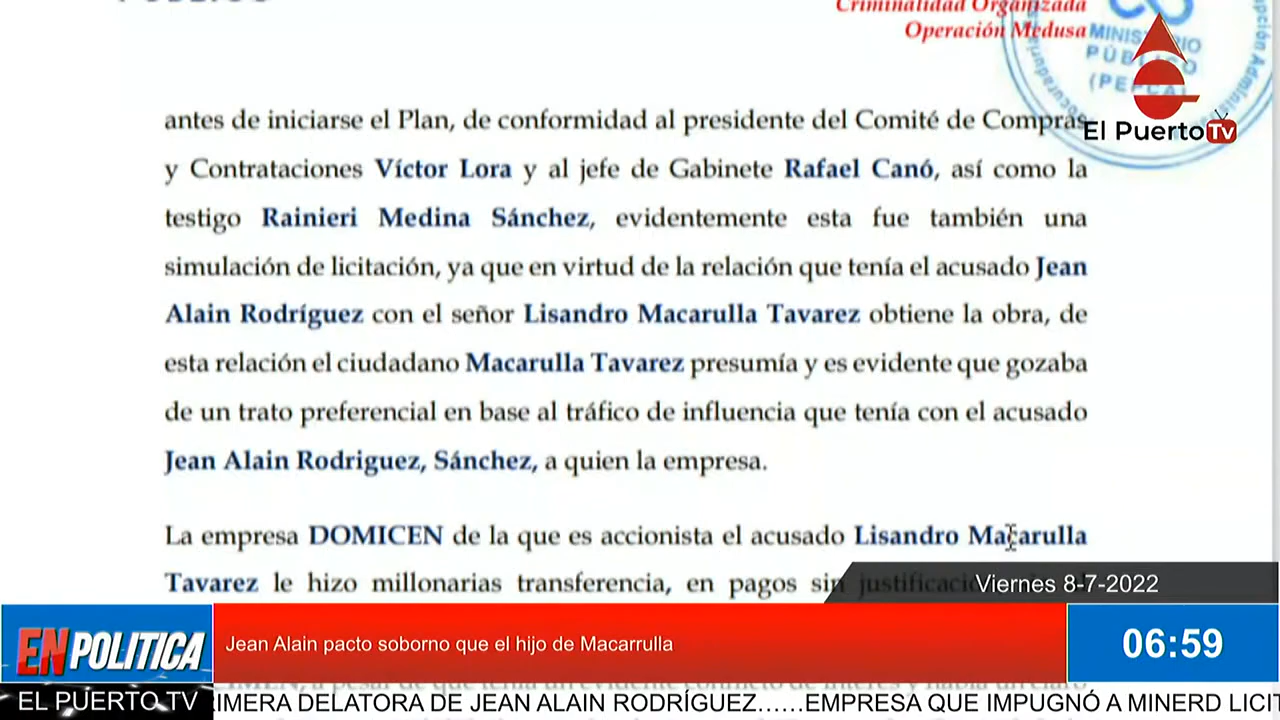 Criminalidad Organizada
Operación Medusa
MINISTERIO
PÚBLICO
El Puerto Tv
antes de iniciarse el Plan, de conformidad al presidente del Comité de Compras
y Contrataciones Víctor Lora y al jefe de Gabinete Rafael Canó, así como la
testigo Rainieri Medina Sánchez, evidentemente esta fue también una
simulación de licitación, ya que en virtud de la relación que tenía el acusado Jean
Alain Rodríguez con el señor Lisandro Macarulla Tavarez obtiene la obra, de
esta relación el ciudadano Macarulla Tavarez presumía y es evidente que gozaba
de un trato preferencial en base al tráfico de influencia que tenía con el acusado
Jean Alain Rodriguez, Sánchez, a quien la empresa.
La empresa DOMICEN de la que es accionista el acusado Lisandro Macarulla
Tavarez le hizo millonarias transferencia, en pagos sin
Viernes 8-7-2022
EN POLITICA
Jean Alain pacto soborno que el hijo de Macarrulla
06:59
EL PUERTO TV
RIMERA DELATORA DE JEAN ALAIN RODRÍGUEZ......EMPRESA QUE IMPUGNÓ A MINERD LICIT